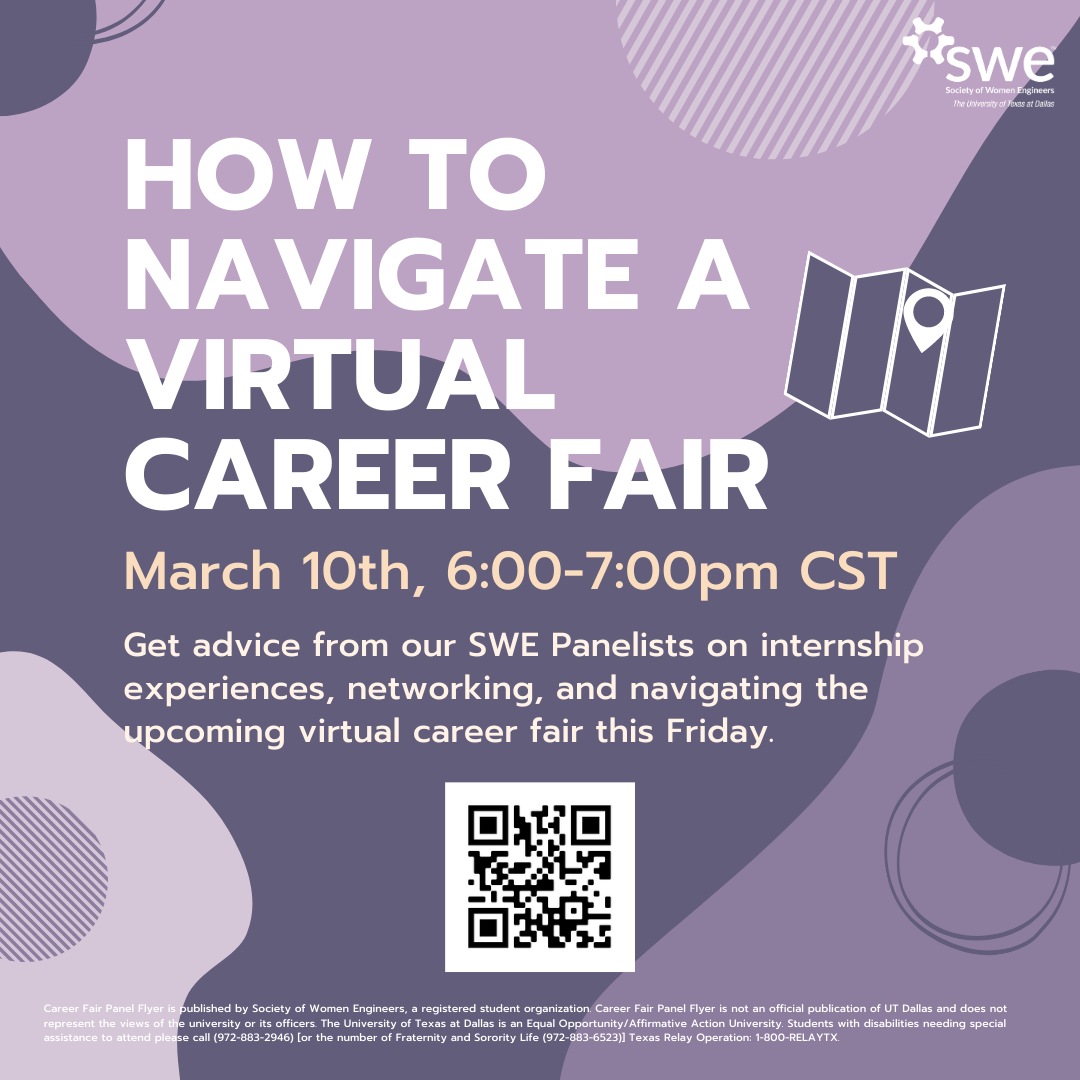 swe
Society of Women Engineers
The University of Texas at Dallas
HOW TO
NAVIGATE A
VIRTUAL
CAREER FAIR
March 10th, 6:00-7:00pm CST
Get advice from our SWE Panelists on internship
experiences, networking, and navigating the
upcoming virtual career fair this Friday.
Career Fair Panel Flyer is published by Society of Women Engineers, a registered student organization. Career Fair Panel Flyer is not an official publication of UT Dallas and does not
represent the views of the university or its officers. The University of Texas at Dallas is an Equal Opportunity/Affirmative Action University. Students with disabilities needing special
assistance to attend please call (972-883-2946) [or the number of Fraternity and Sorority Life (972-883-6523)] Texas Relay Operation: 1-800-RELAYTX.